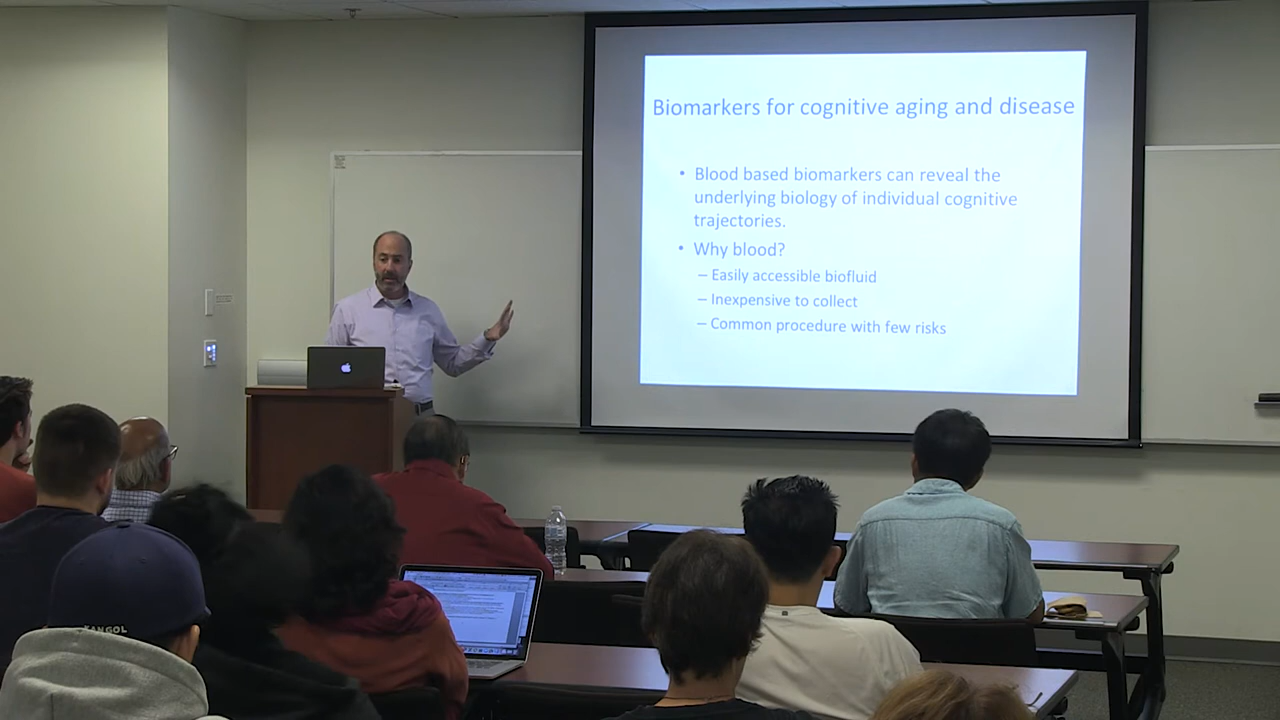 Biomarkers for cognitive aging and disease
• Blood based biomarkers can reveal the
underlying biology of individual cognitive
trajectories.
• Why blood?
– Easily accessible biofluid
– Inexpensive to collect
– Common procedure with few risks
KANGOL